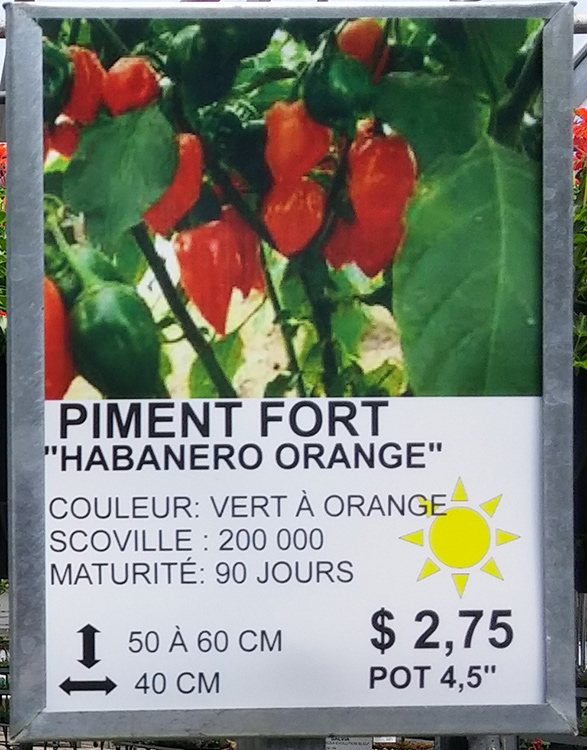 PIMENT FORT
"HABANERO ORANGE"
COULEUR: VERT À ORANGE
SCOVILLE : 200 000
MATURITÉ: 90 JOURS
50 À 60 CM
40 CM
$ 2,75
POT 4,5"
SALVIA